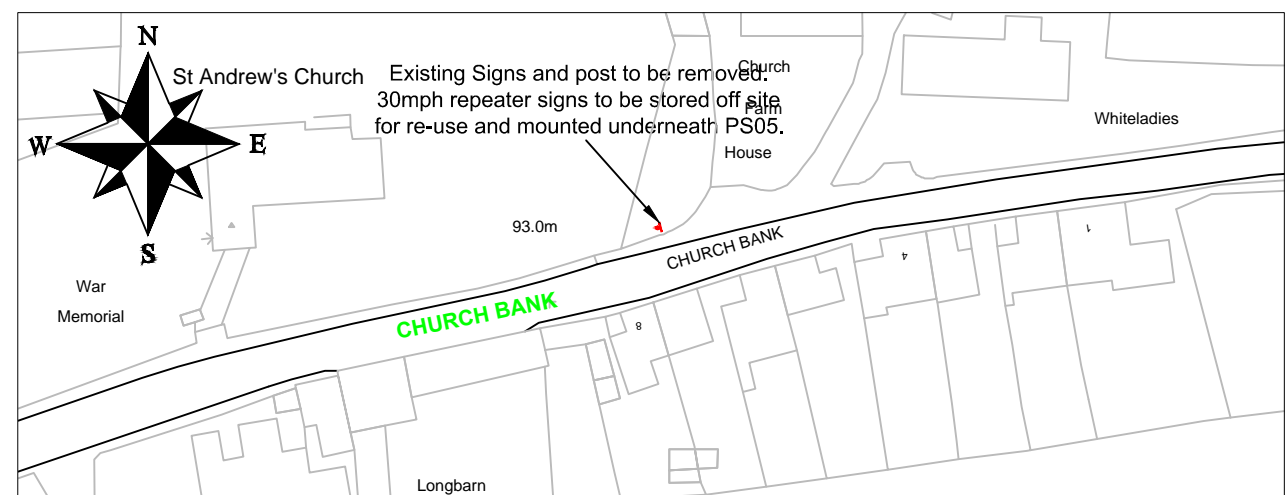 N
W
E
S
St Andrew's Church
Existing Signs and post to be removed.
30mph repeater signs to be stored off site
for re-use and mounted underneath PS05.
Church
Farm
House
Whiteladies
93.0m
CHURCH BANK
CHURCH BANK
War
Memorial
1
4
8
Longbarn